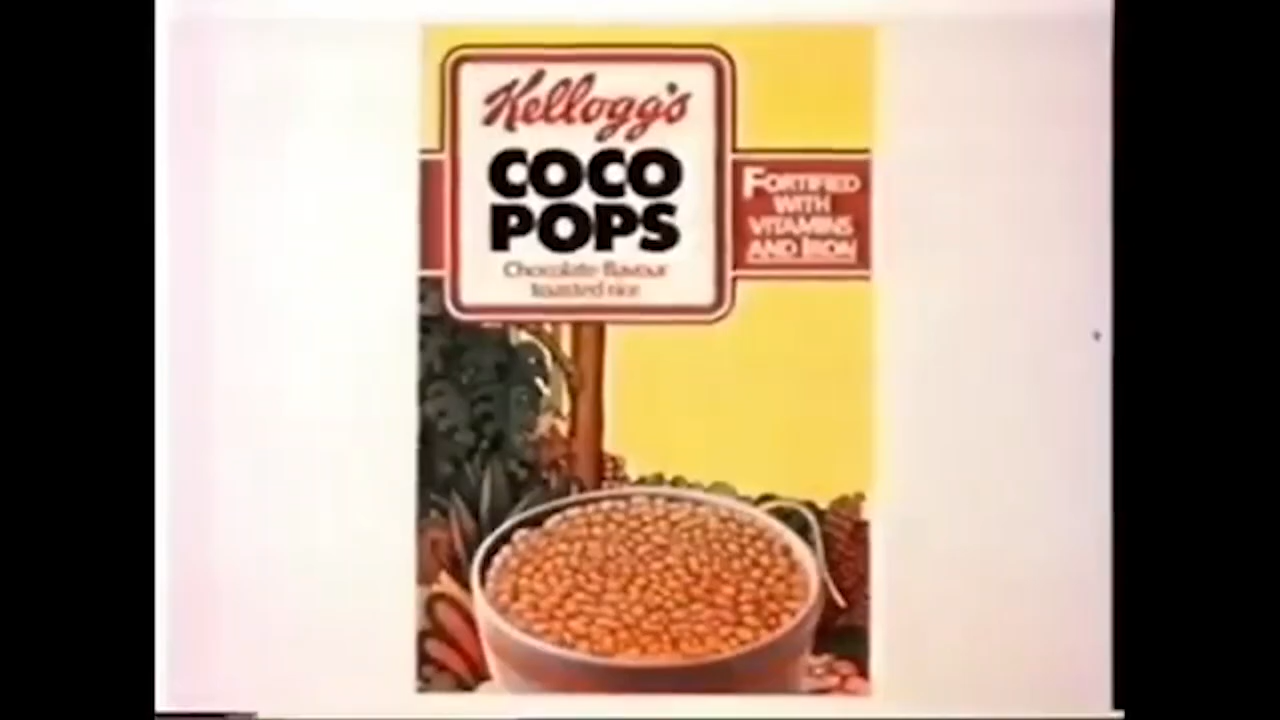 Kellogg's
COCO
POPS
Chocolate flavour
toasted rice
FORTIFIED
WITH
VITAMINS
AND IRON